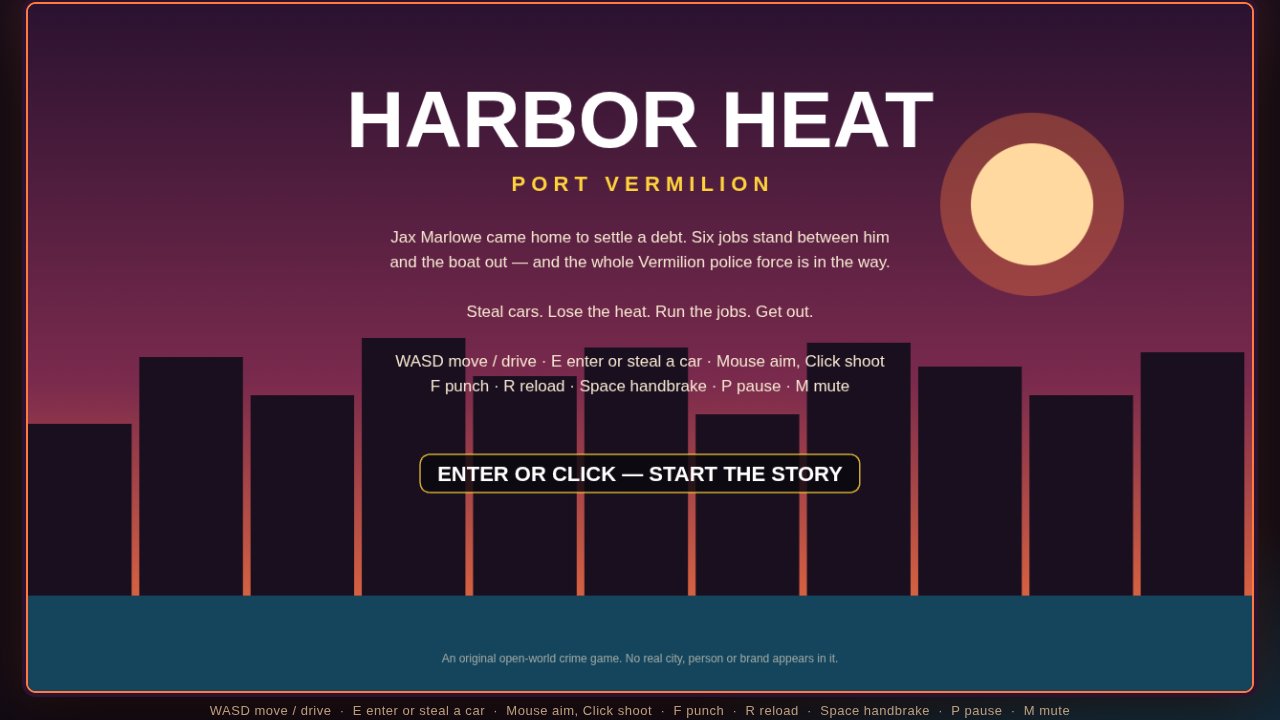 HARBOR HEAT
PORT VERMILION
Jax Marlowe came home to settle a debt. Six jobs stand between him
and the boat out — and the whole Vermilion police force is in the way.
Steal cars. Lose the heat. Run the jobs. Get out.
WASD move / drive · E enter or steal a car · Mouse aim, Click shoot
F punch · R reload · Space handbrake · P pause · M mute
ENTER OR CLICK — START THE STORY
An original open-world crime game. No real city, person or brand appears in it.
WASD move / drive · E enter or steal a car · Mouse aim, Click shoot · F punch · R reload · Space handbrake · P pause · M mute